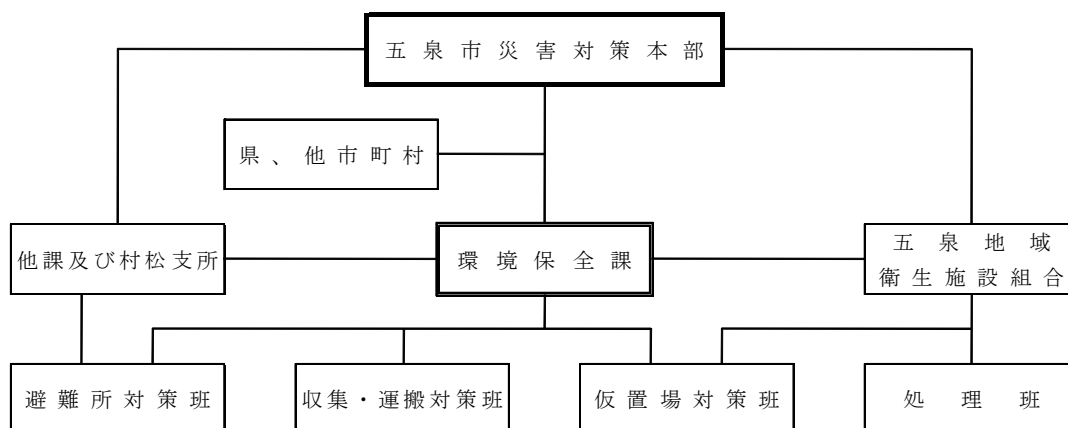 五泉市災害対策本部
県、他市町村
他課及び村松支所
環境保全課
五泉地域
衛生施設組合
避難所対策班
収集・運搬対策班
仮置場対策班
処理班